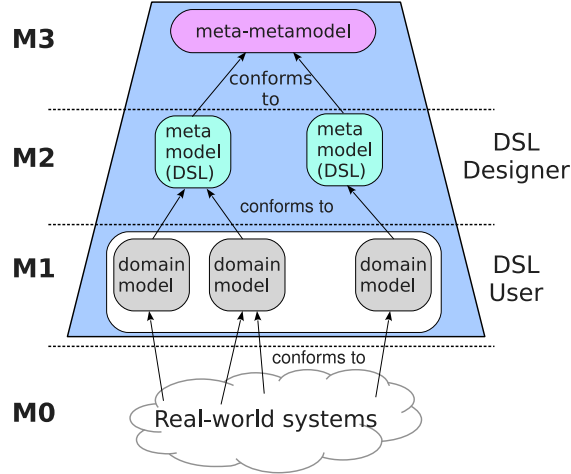 M3
meta-metamodel
conforms
to
M2
meta
model
(DSL)
meta
model
(DSL)
DSL
Designer
conforms to
M1
domain
model
domain
model
domain
model
DSL
User
conforms to
M0
Real-world systems